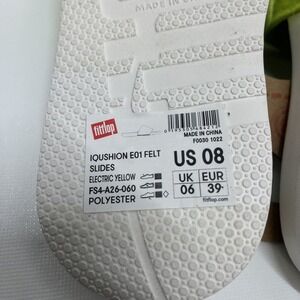 MADE IN CHINA
fitflop
MADE IN CHINA
F0030 1022
IQUSHION E01 FELT
SLIDES
ELECTRIC YELLOW
FS4-A26-060
POLYESTER
US 08
UK
06
EUR
39
fitflop.com